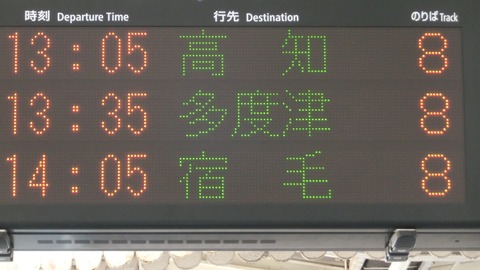 時刻 Departure Time 行先 Destination のりば Track
13:05 高知 8
13:35 多度津 8
14:05 宿毛 8